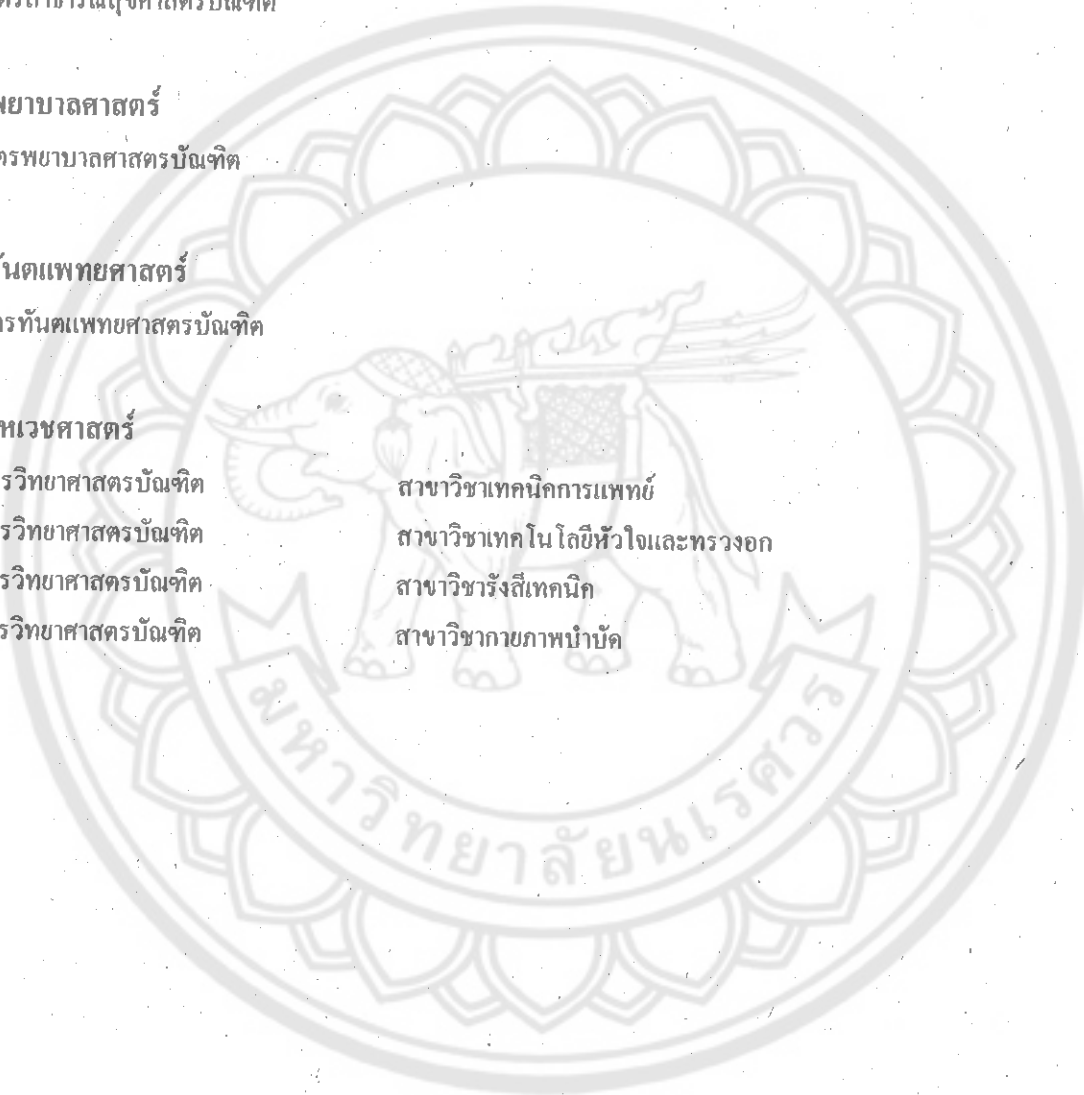 พยาบาลศาสตร์
ตรพยาบาลศาสตรบัณฑิต
ทันตแพทยศาสตร์
ารทันตแพทยศาสตรบัณฑิต
หเวชศาสตร์
รวิทยาศาสตรบัณฑิต สาขาวิชาเทคนิคการแพทย์
รวิทยาศาสตรบัณฑิต สาขาวิชาเทคโนโลยีหัวใจและทรวงอก
รวิทยาศาสตรบัณฑิต สาขาวิชารังสีเทคนิค
รวิทยาศาสตรบัณฑิต สาขาวิชากายภาพบำบัด
มหาวิทยาลัยนเรศวร